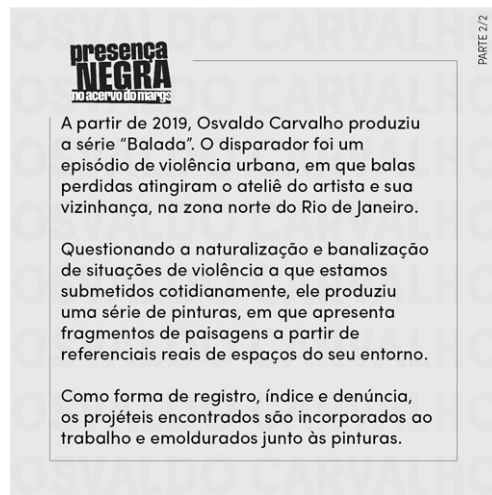 OSVALDO CARVALHO
PARTE 2/2
presença
NEGRA
no acervo do margs
A partir de 2019, Osvaldo Carvalho produziu
a série “Balada”. O disparador foi um
episódio de violência urbana, em que balas
perdidas atingiram o ateliê do artista e sua
vizinhança, na zona norte do Rio de Janeiro.
Questionando a naturalização e banalização
de situações de violência a que estamos
submetidos cotidianamente, ele produziu
uma série de pinturas, em que apresenta
fragmentos de paisagens a partir de
referenciais reais de espaços do seu entorno.
Como forma de registro, índice e denúncia,
os projéteis encontrados são incorporados ao
trabalho e emoldurados junto às pinturas.